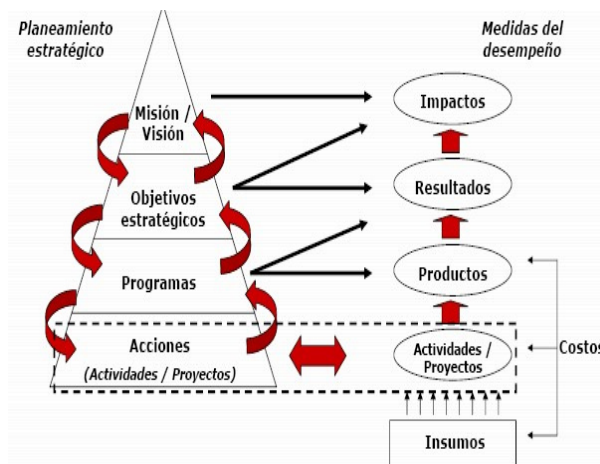 Planeamiento
estratégico
Medidas del
desempeño
Misión /
Visión
Impactos
Objetivos
estratégicos
Resultados
Programas
Productos
Acciones
(Actividades / Proyectos)
Actividades /
Proyectos
Costos
Insumos